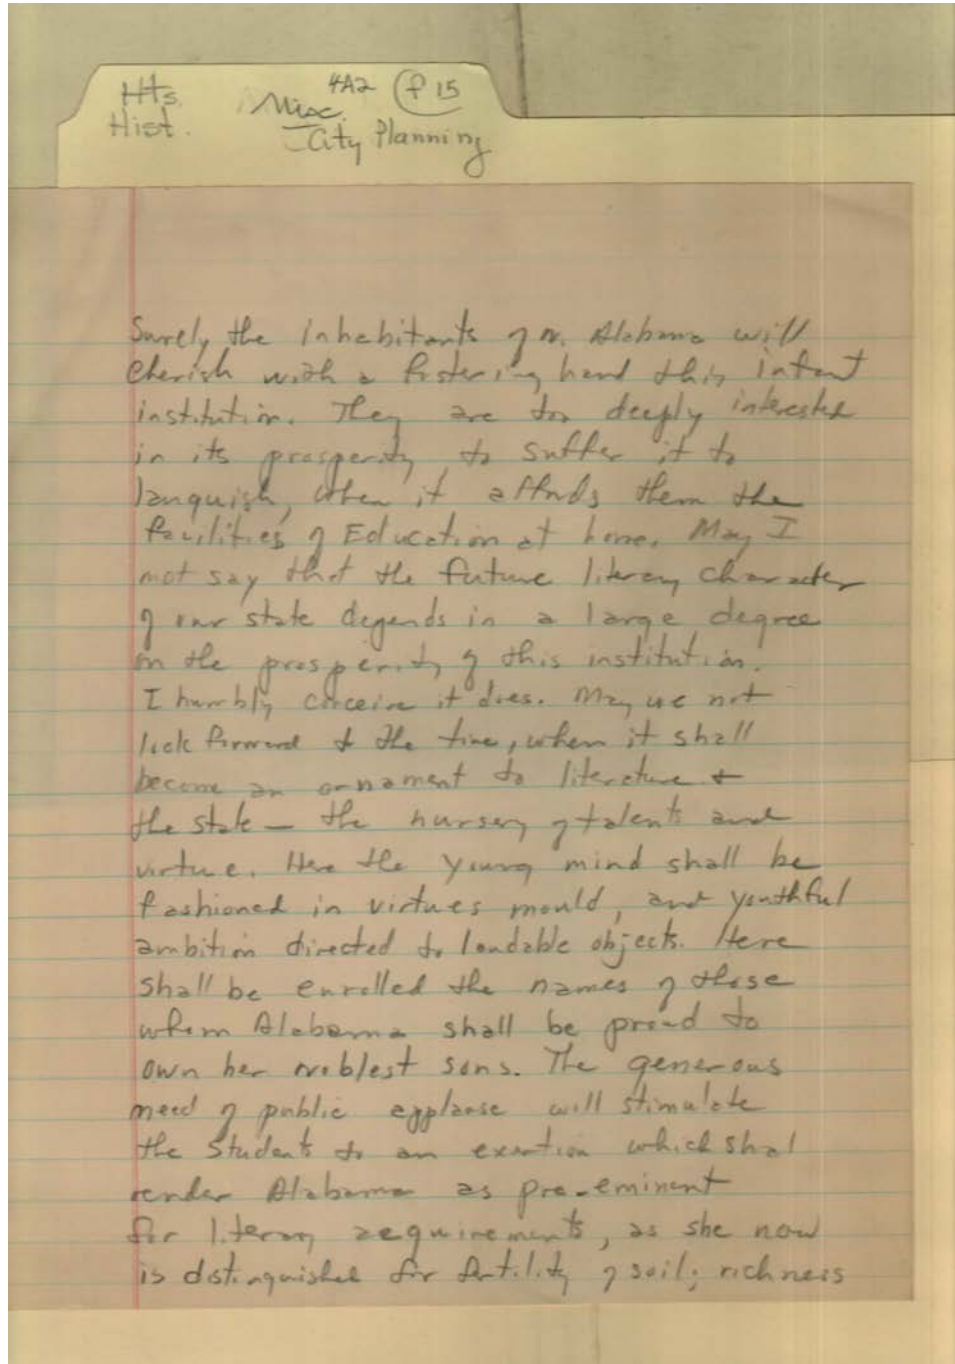 Hts.
Hist.
4A2 f 15
Misc.
City Planning
Surely the Inhabitants of N. Alabama will
Cherish with a fostering hand this infant
institution. They are too deeply interested
in its prosperity to suffer it to
languish, when it affords them the
facilities of Education at home. May I
not say that the future literary character
of our state depends in a large degree
on the prosperity of this institution.
I humbly conceive it does. May we not
look forward to the time, when it shall
become an ornament to literature &
the state — the nursery of talents and
virtue. Here the young mind shall be
fashioned in virtues mould, and youthful
ambition directed to laudable objects. Here
shall be enrolled the names of those
whom Alabama shall be proud to
own her noblest sons. The generous
meed of public applause will stimulate
the Students to an exertion which shal
render Alabama as pre-eminent
for literary acquirements, as she now
is distinguished for fertility of soil; richness